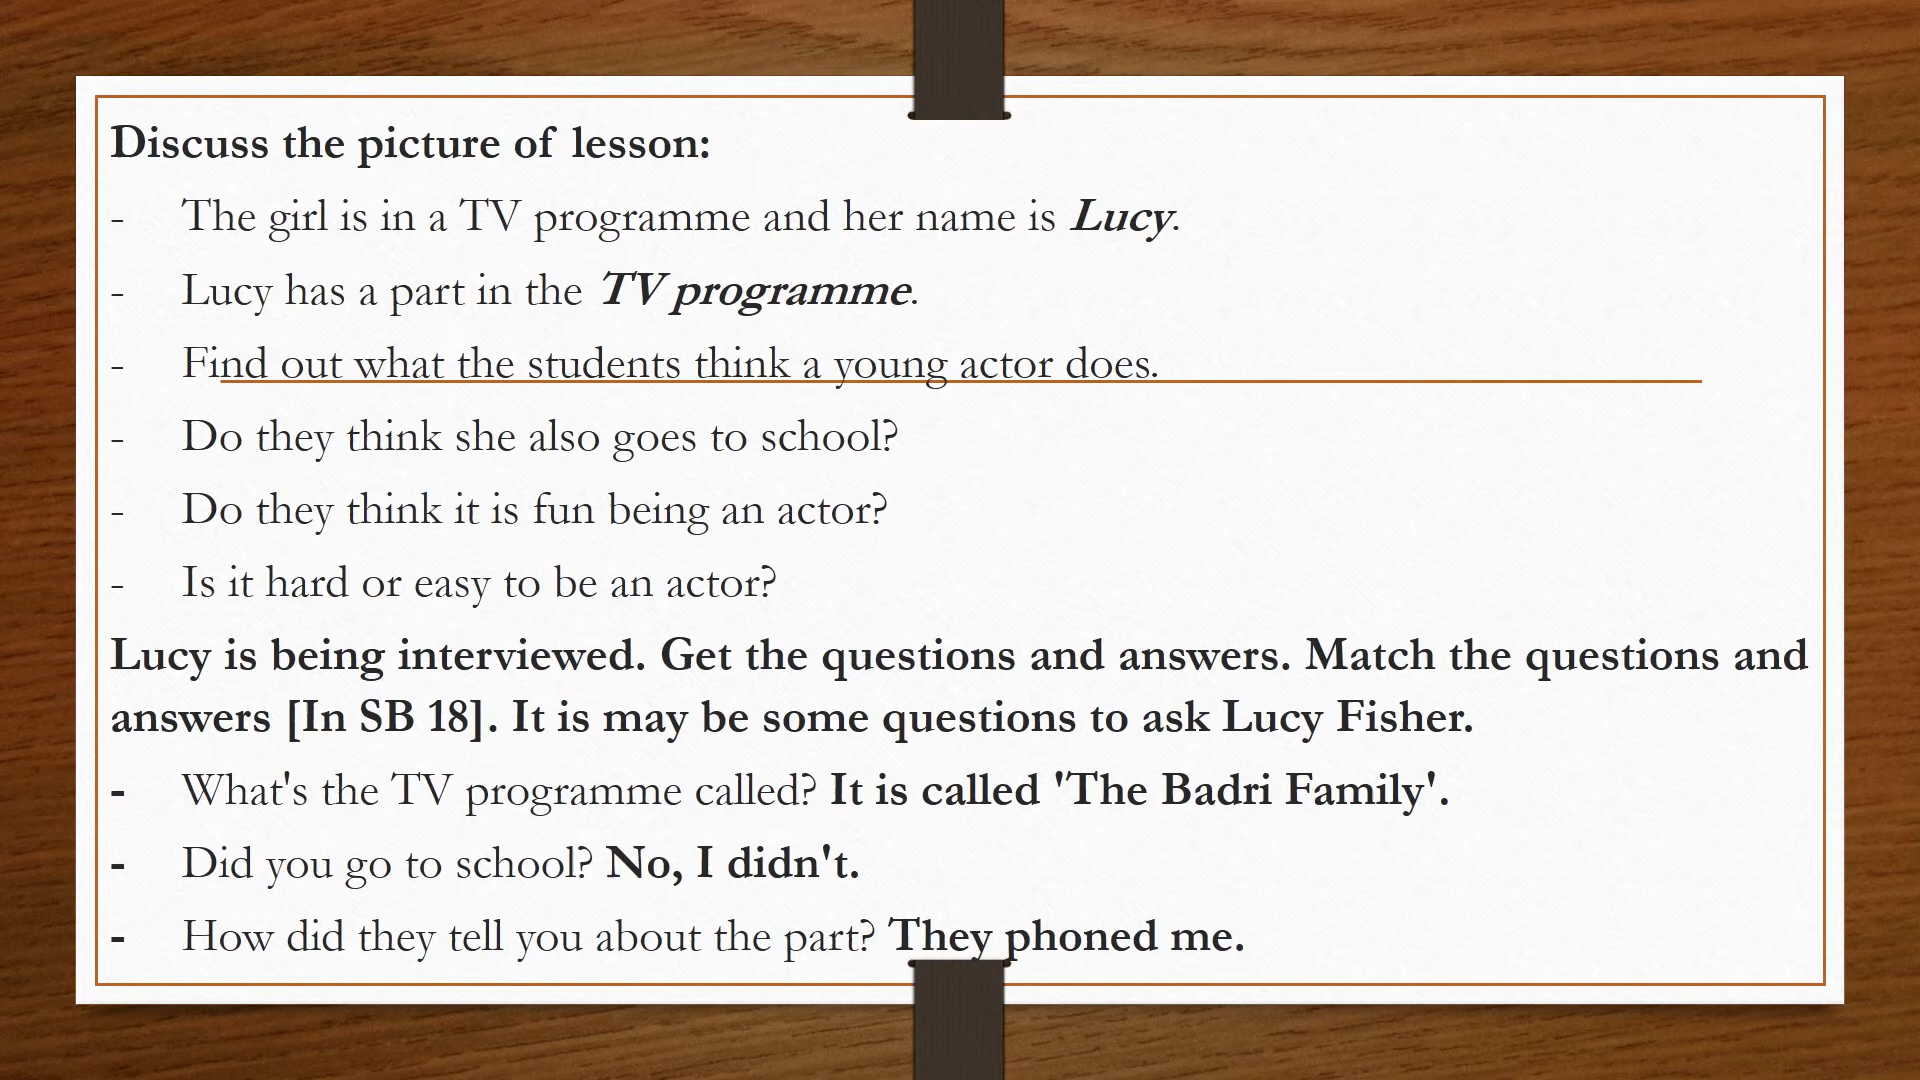 Discuss the picture of lesson:
- The girl is in a TV programme and her name is Lucy.
- Lucy has a part in the TV programme.
- Find out what the students think a young actor does.
- Do they think she also goes to school?
- Do they think it is fun being an actor?
- Is it hard or easy to be an actor?
Lucy is being interviewed. Get the questions and answers. Match the questions and
answers [In SB 18]. It is may be some questions to ask Lucy Fisher.
- What's the TV programme called? It is called 'The Badri Family'.
- Did you go to school? No, I didn't.
- How did they tell you about the part? They phoned me.